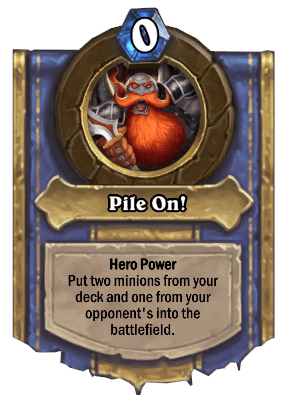 0
Pile On!
Hero Power
Put two minions from your
deck and one from your
opponent's into the
battlefield.